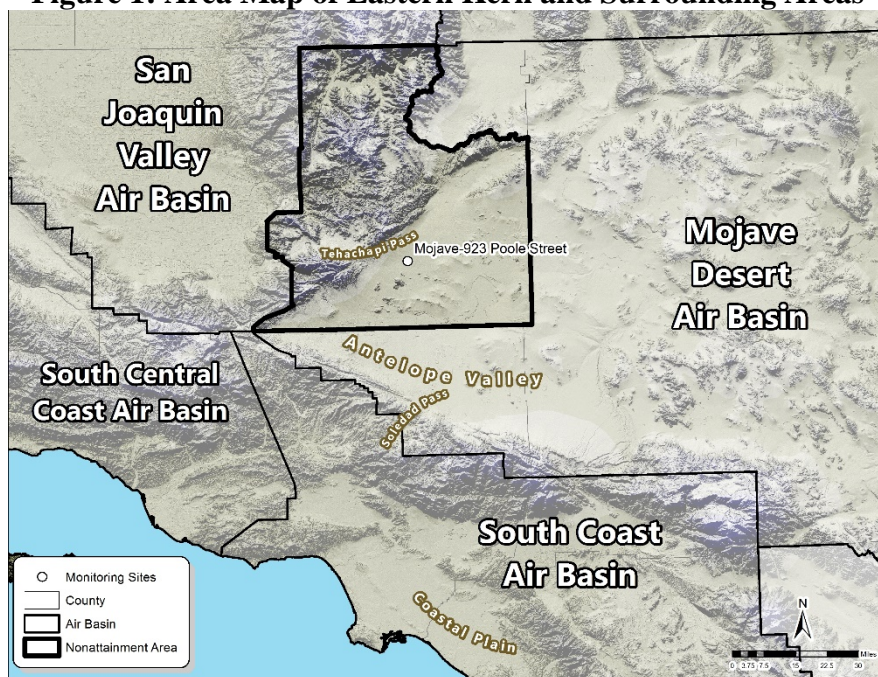 Figure 1: Area Map of Eastern Kern and Surrounding Areas
San
Joaquin
Valley
Air Basin
Tehachapi Pass
Mojave-923 Poole Street
Mojave
Desert
Air Basin
Antelope Valley
South Central
Coast Air Basin
Soledad Pass
South Coast
Air Basin
Coastal Plain
Monitoring Sites
County
Air Basin
Nonattainment Area
N
Miles
0 3.75 7.5 15 22.5 30